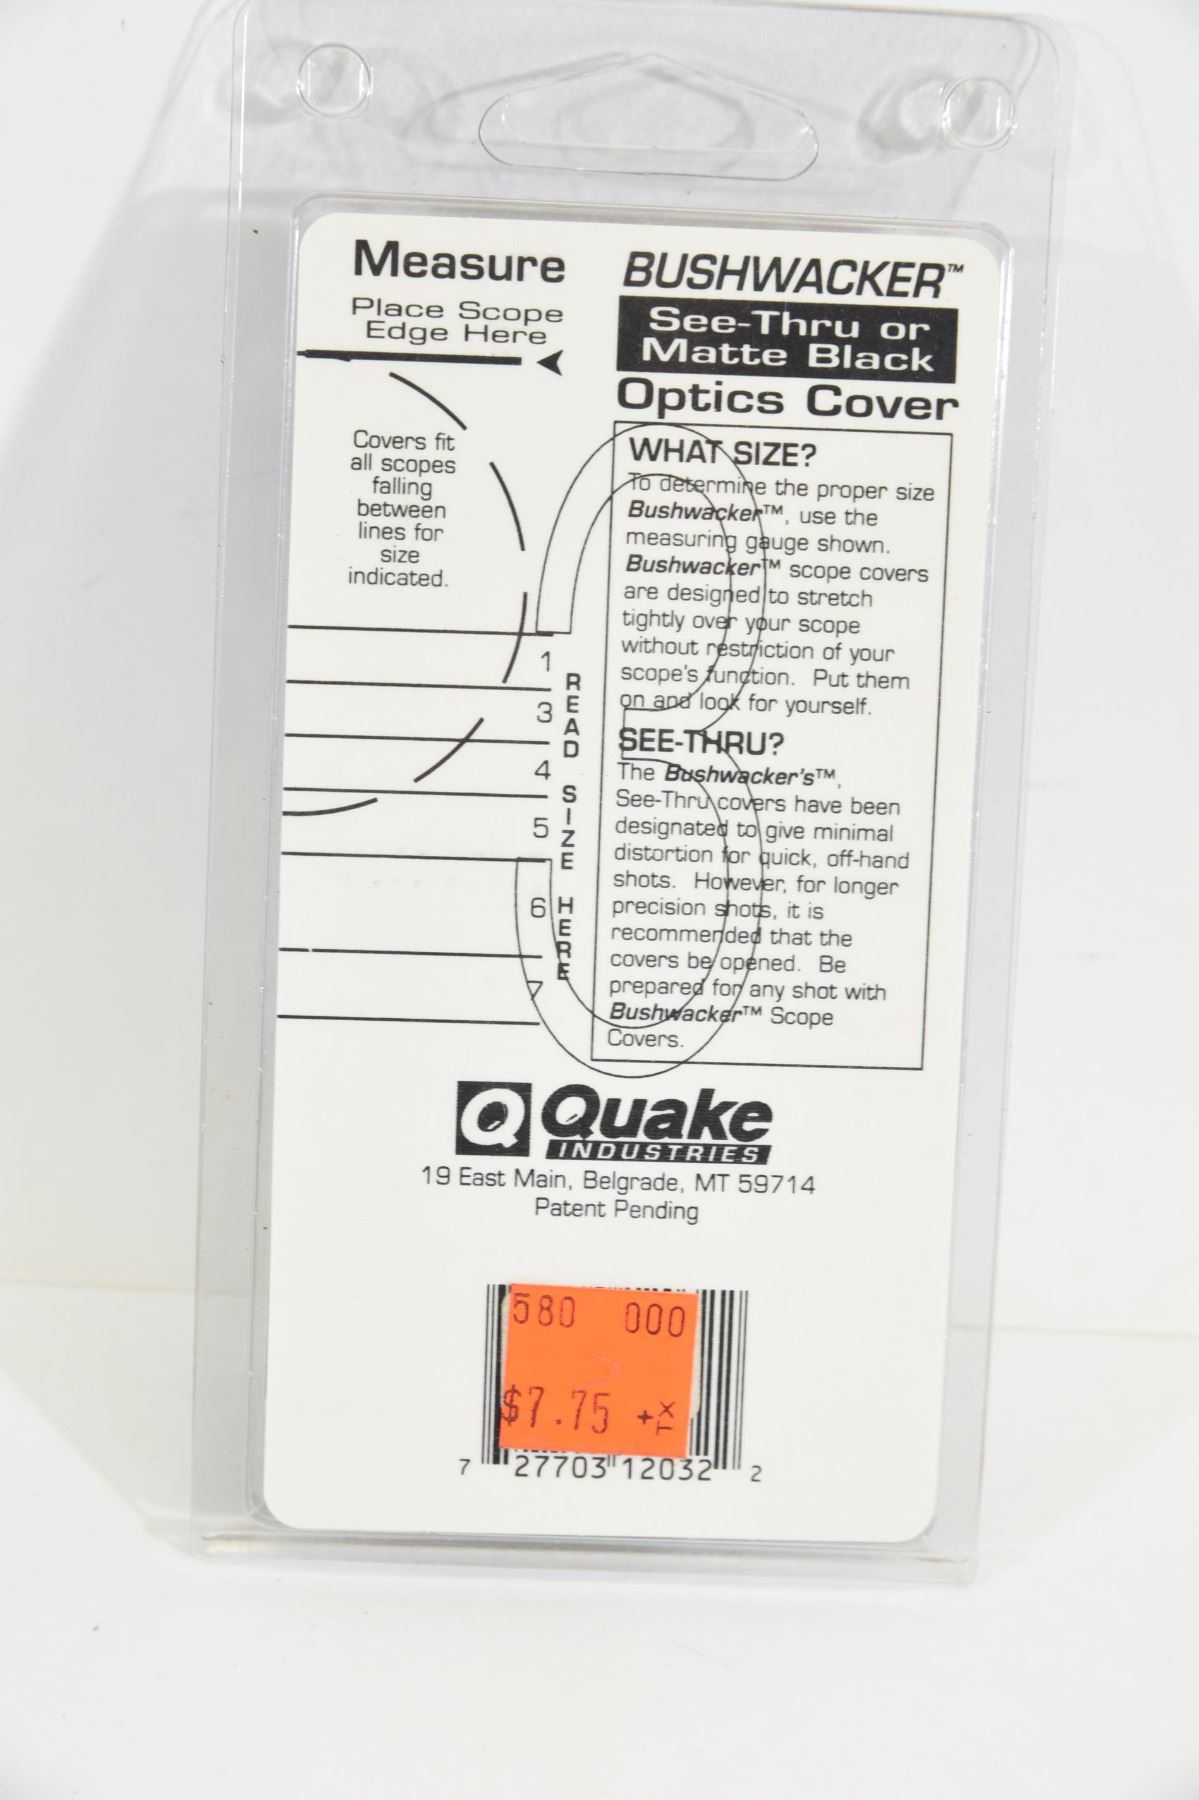 Measure
Place Scope
Edge Here
Covers fit
all scopes
falling
between
lines for
size
indicated.
1
3
4
5
6
7
READ SIZE HERE
BUSHWACKER™
See-Thru or
Matte Black
Optics Cover
WHAT SIZE?
To determine the proper size
Bushwacker™, use the
measuring gauge shown.
Bushwacker™ scope covers
are designed to stretch
tightly over your scope
without restriction of your
scope's function. Put them
on and look for yourself.
SEE-THRU?
The Bushwacker's™,
See-Thru covers have been
designated to give minimal
distortion for quick, off-hand
shots. However, for longer
precision shots, it is
recommended that the
covers be opened. Be
prepared for any shot with
Bushwacker™ Scope
Covers.
3
Q Quake
INDUSTRIES
19 East Main, Belgrade, MT 59714
Patent Pending
580 000
$7.75 +TX
7 27703 12032 2